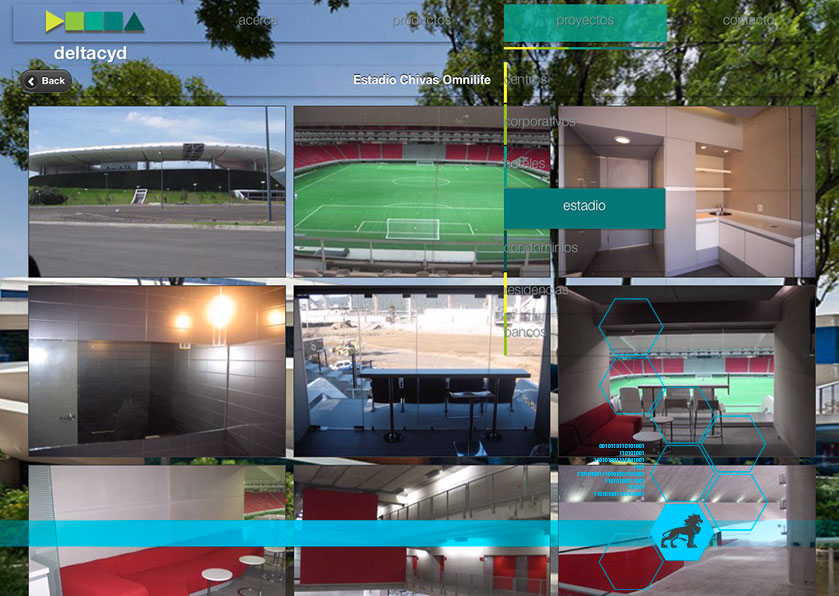 acerca
productos
proyectos
contacto
deltacyd
Back
Estadio Chivas Omnilife
centros
corporativos
hoteles
estadio
condominios
residencias
bancos